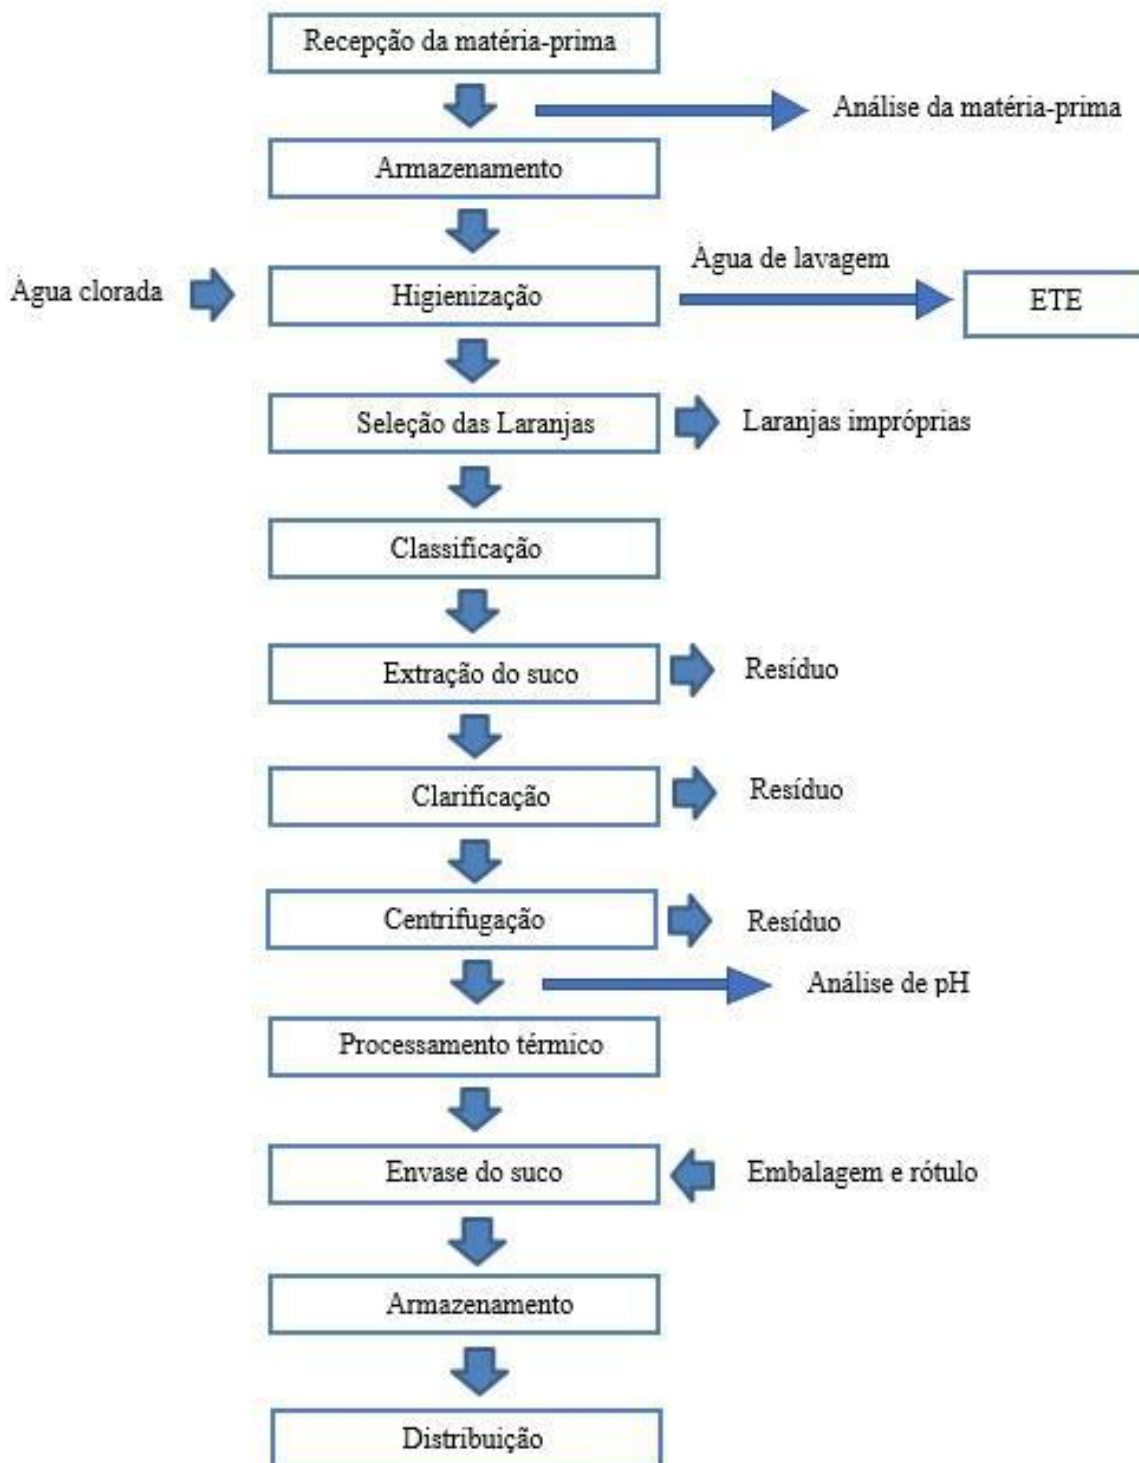 Recepção da matéria-prima
Análise da matéria-prima
Armazenamento
Água de lavagem
Água clorada
Higienização
ETE
Seleção das Laranjas
Laranjas impróprias
Classificação
Extração do suco
Resíduo
Clarificação
Resíduo
Centrifugação
Resíduo
Análise de pH
Processamento térmico
Envase do suco
Embalagem e rótulo
Armazenamento
Distribuição